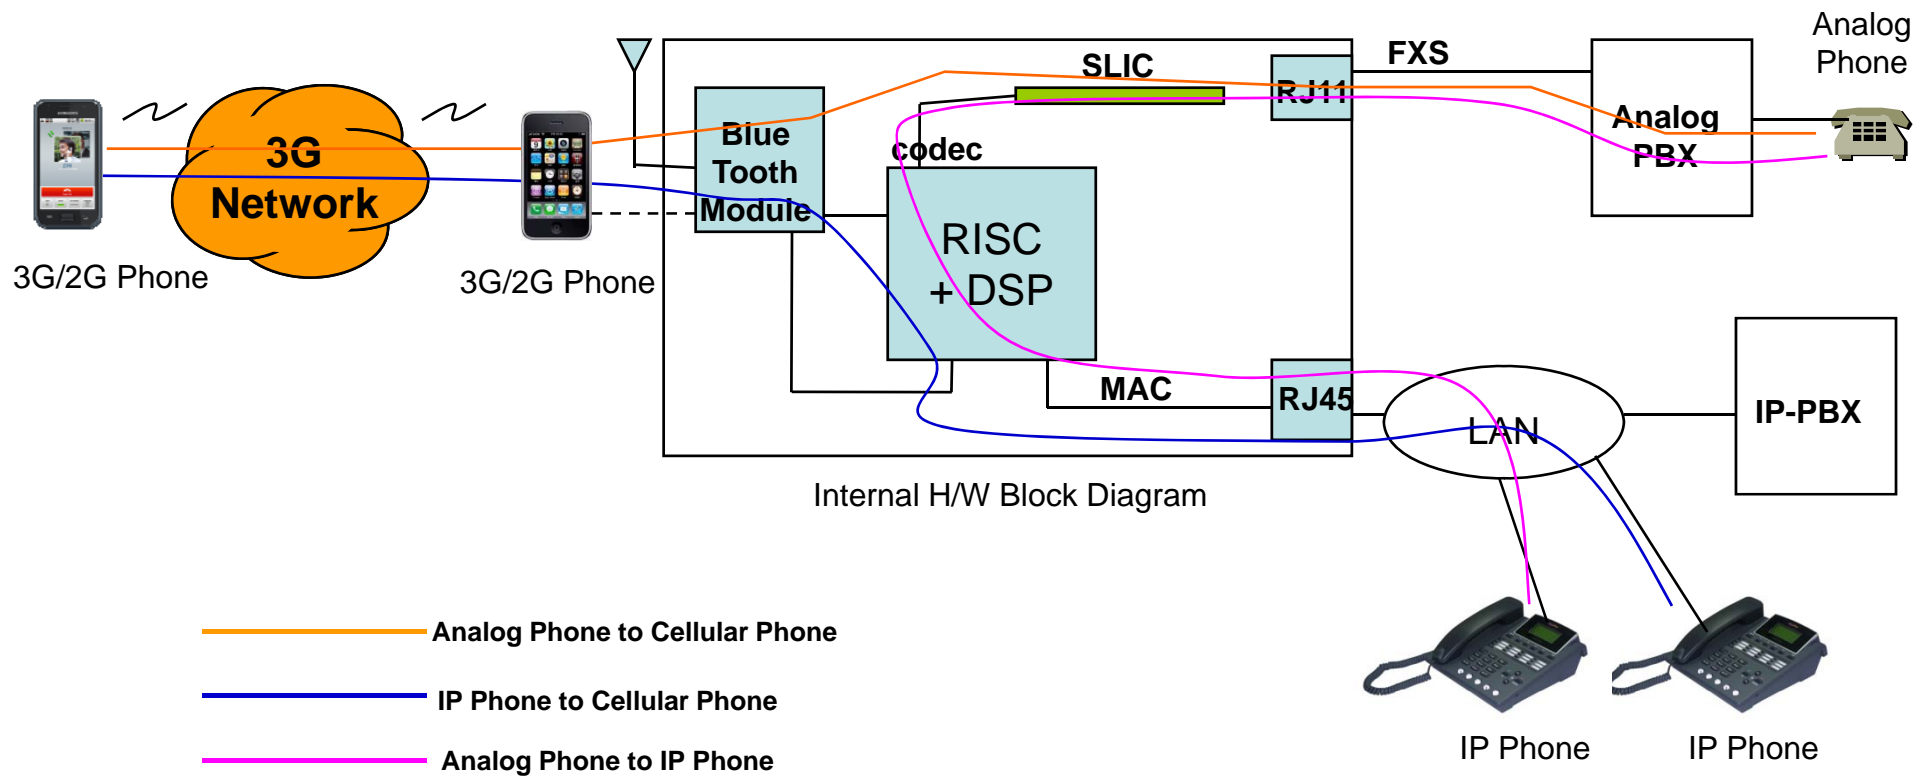 Analog
Phone
FXS
SLIC
RJ11
Analog
PBX
3G
Network
Blue
Tooth
Module
codec
RISC
+ DSP
3G/2G Phone
3G/2G Phone
MAC
RJ45
LAN
IP-PBX
Internal H/W Block Diagram
Analog Phone to Cellular Phone
IP Phone to Cellular Phone
Analog Phone to IP Phone
IP Phone
IP Phone